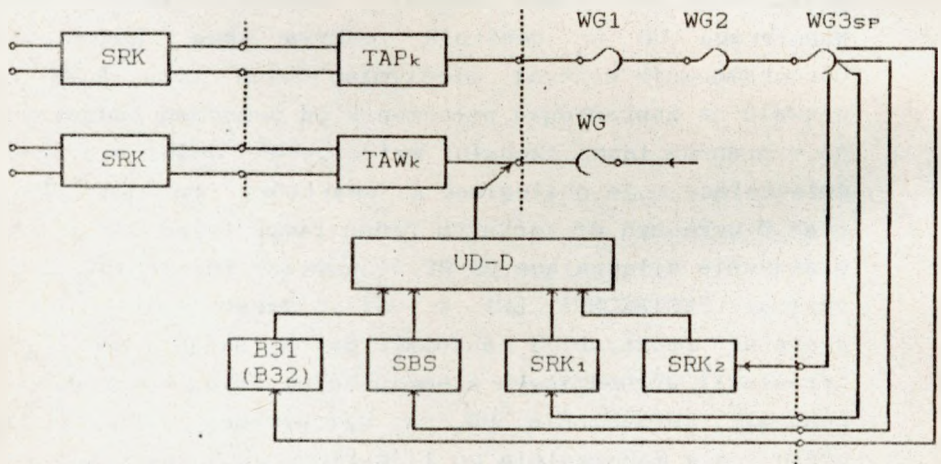 WG1 WG2 WG3SP
SRK TAPk
WG
SRK TAWk
UD-D
B31 SBS SRK1 SRK2
(B32)